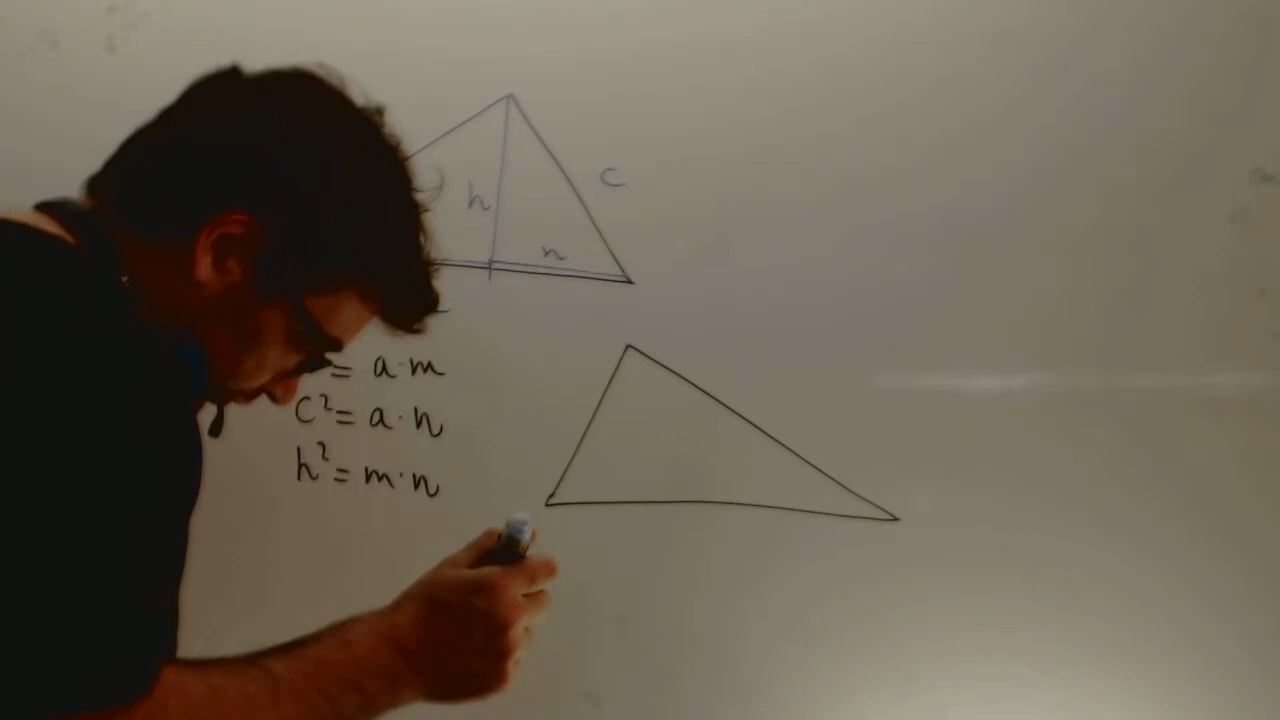 c
h
n
= a·m
c²= a·n
h²= m·n